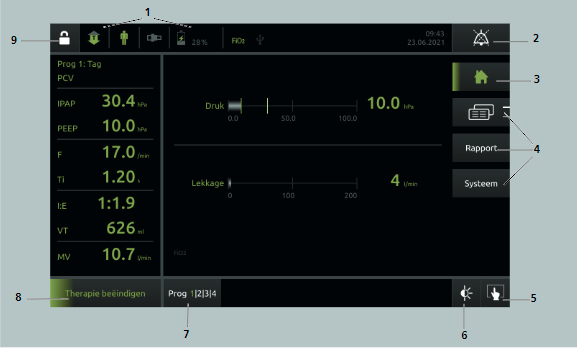 1
9
28%
FiO₂
09:43
23.06.2021
2
Prog 1: Tag
PCV
IPAP 30.4 hPa
PEEP 10.0 hPa
F 17.0 /min
Ti 1.20 s
I:E 1:1.9
VT 626 ml
MV 10.7 l/min
Druk 10.0 hPa
0.0 50.0 100.0
Lekkage 4 l/min
0 100 200
FiO2
3
4
Rapport
Systeem
8
Therapie beëindigen
Prog 1|2|3|4
5
7
6